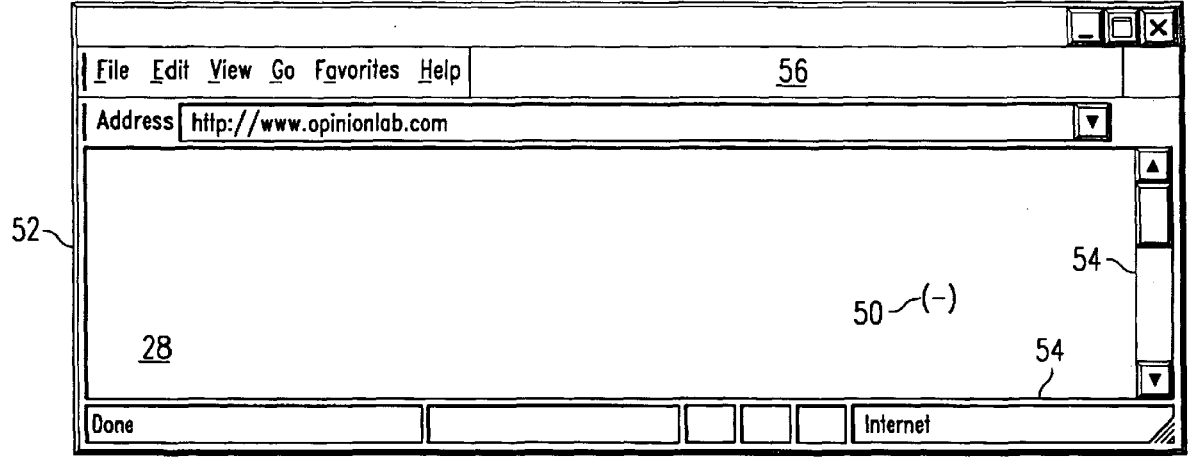 File Edit View Go Favorites Help 56
Address http://www.opinionlab.com
52
54
50 (-)
28
54
Done Internet